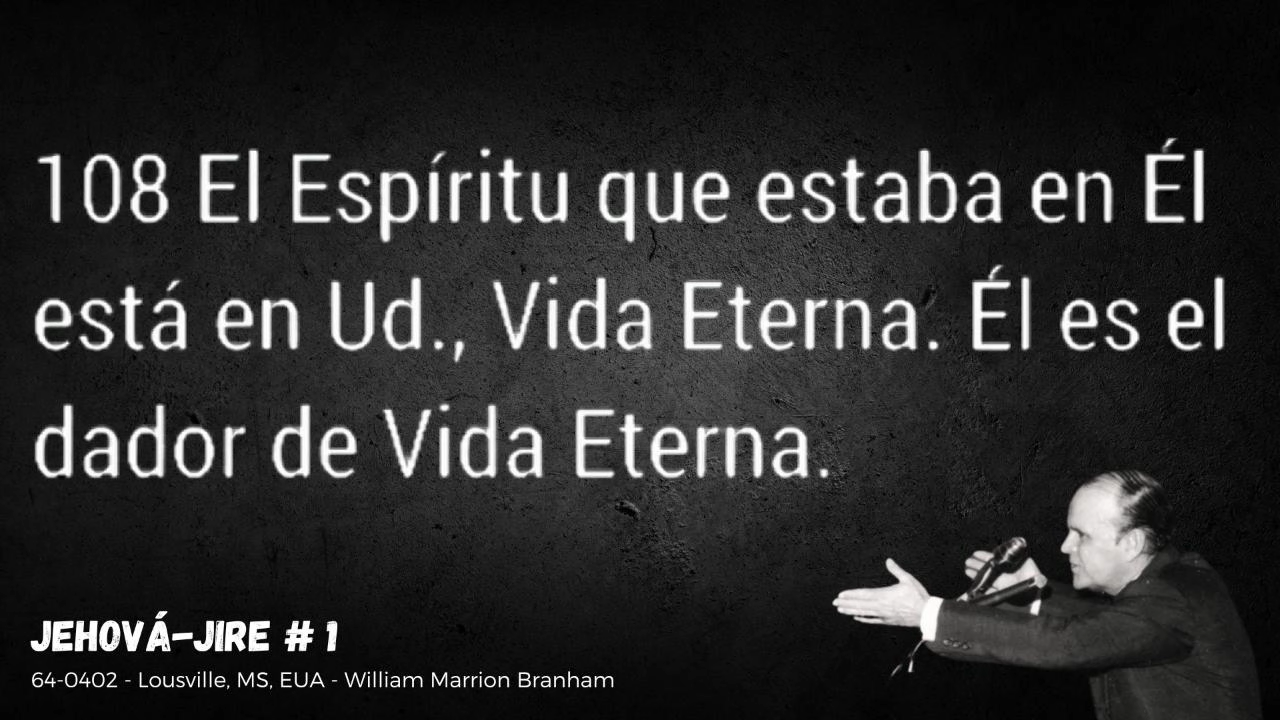 108 El Espíritu que estaba en Él
está en Ud., Vida Eterna. Él es el
dador de Vida Eterna.
JEHOVÁ-JIRE # 1
64-0402 - Lousville, MS, EUA - William Marrion Branham